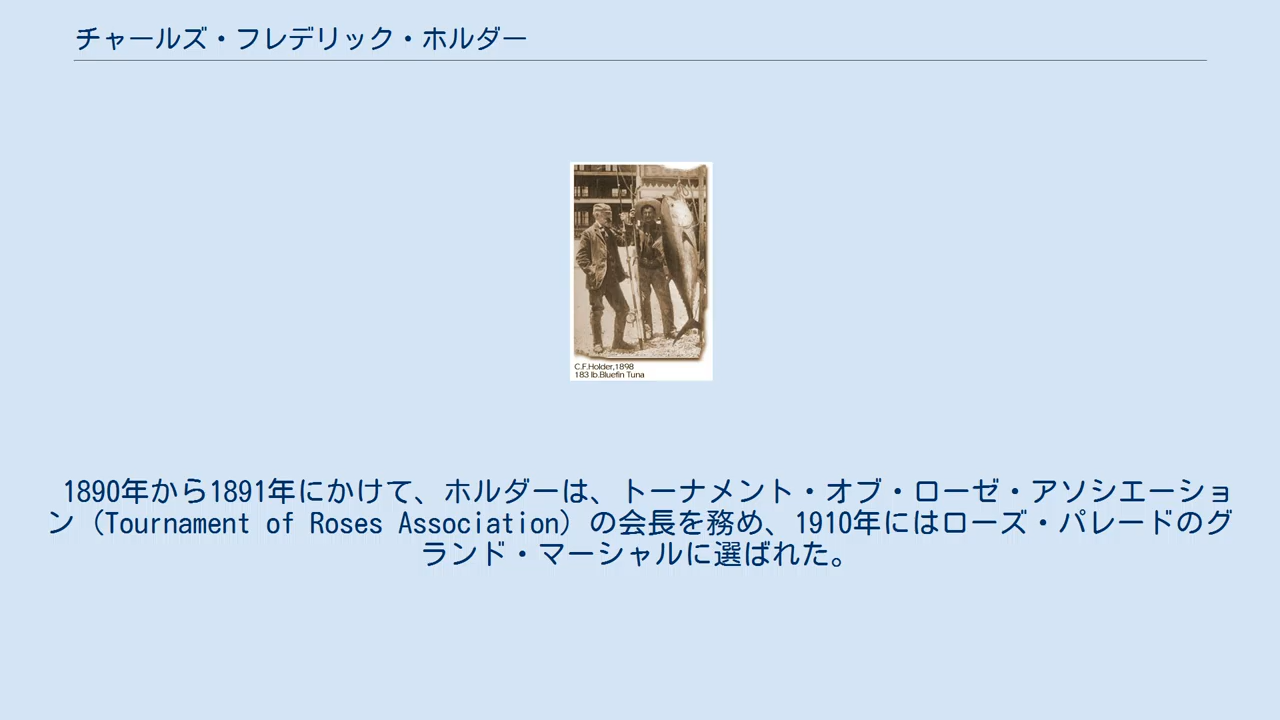 チャールズ・フレデリック・ホルダー
C.F.Holder,1898
183 lb.Bluefin Tuna
1890年から1891年にかけて、ホルダーは、トーナメント・オブ・ローゼ・アソシエーショ
ン（Tournament of Roses Association）の会長を務め、1910年にはローズ・パレードのグ
ランド・マーシャルに選ばれた。